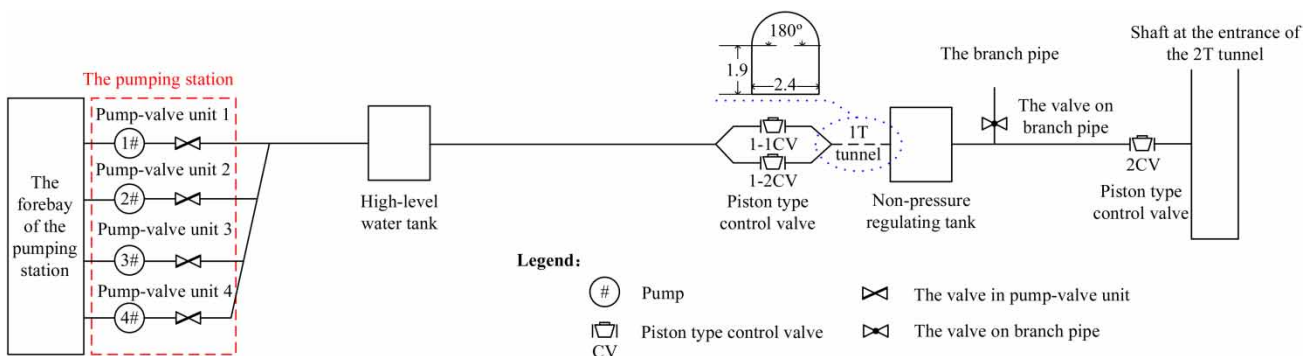 The pumping station
The
forebay
of the
pumping
station
Pump-valve unit 1
1#
Pump-valve unit 2
2#
Pump-valve unit 3
3#
Pump-valve unit 4
4#
High-level
water tank
180°
1.9
2.4
1-1CV
1-2CV
Piston type
control valve
1T
tunnel
Non-pressure
regulating tank
The branch pipe
The valve on
branch pipe
2CV
Piston type
control valve
Shaft at the entrance of
the 2T tunnel
Legend:
# Pump
The valve in pump-valve unit
Piston type control valve
CV
The valve on branch pipe